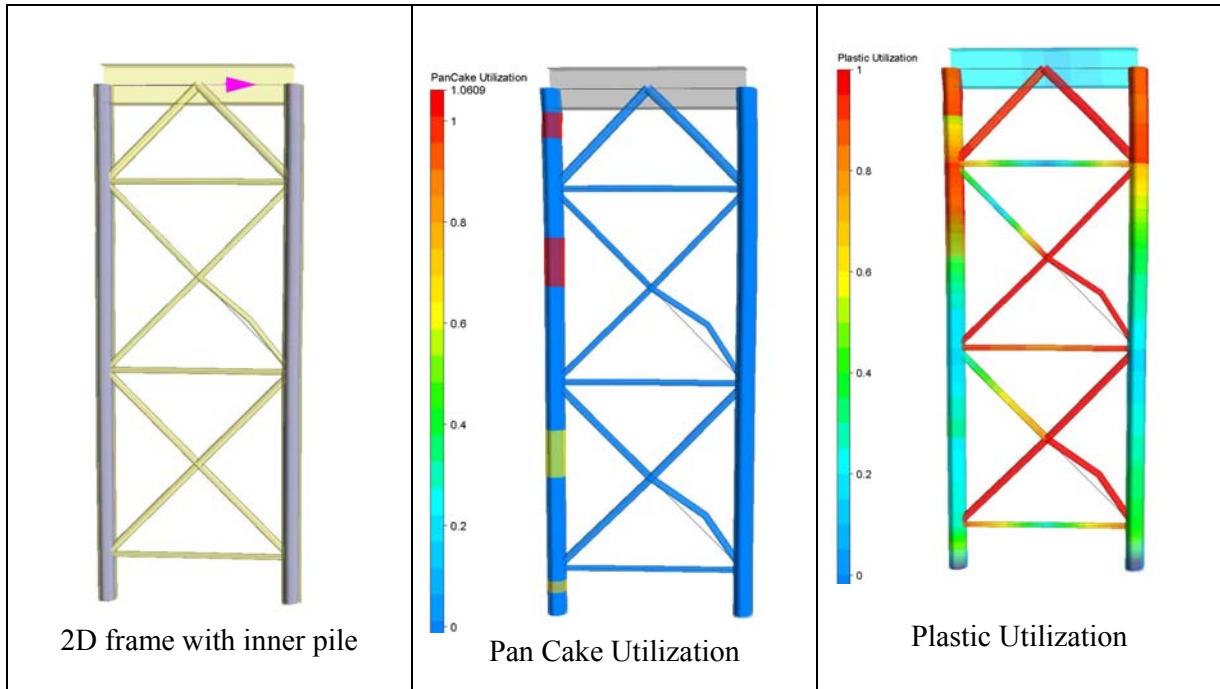 PanCake Utilization
1.0609
1
0.8
0.6
0.4
0.2
0
Plastic Utilization
1
0.8
0.6
0.4
0.2
0
2D frame with inner pile
Pan Cake Utilization
Plastic Utilization